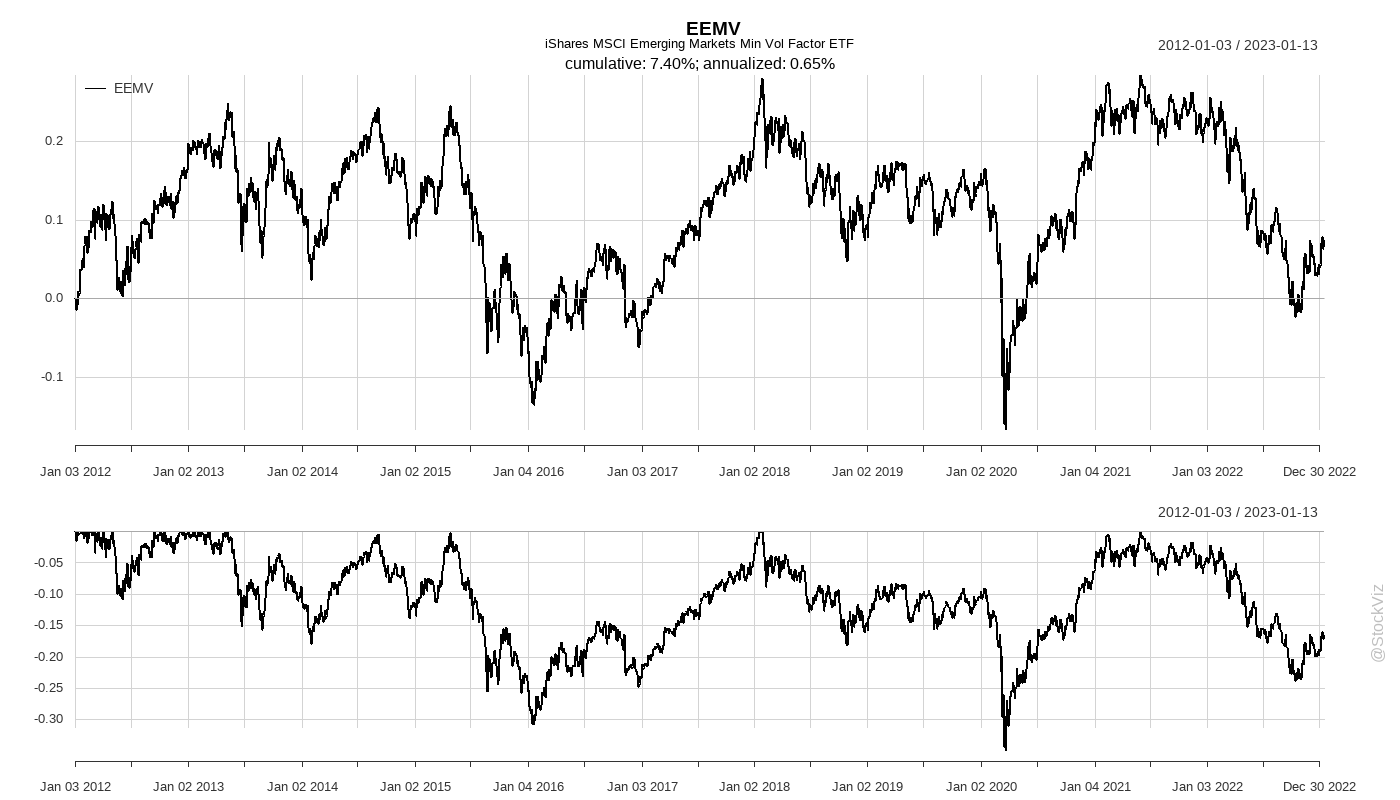 EEMV
iShares MSCI Emerging Markets Min Vol Factor ETF
cumulative: 7.40%; annualized: 0.65%
2012-01-03 / 2023-01-13
EEMV
0.2
0.1
0.0
-0.1
Jan 03 2012 Jan 02 2013 Jan 02 2014 Jan 02 2015 Jan 04 2016 Jan 03 2017 Jan 02 2018 Jan 02 2019 Jan 02 2020 Jan 04 2021 Jan 03 2022 Dec 30 2022
2012-01-03 / 2023-01-13
-0.05
-0.10
-0.15
-0.20
-0.25
-0.30
Jan 03 2012 Jan 02 2013 Jan 02 2014 Jan 02 2015 Jan 04 2016 Jan 03 2017 Jan 02 2018 Jan 02 2019 Jan 02 2020 Jan 04 2021 Jan 03 2022 Dec 30 2022
@StockViz